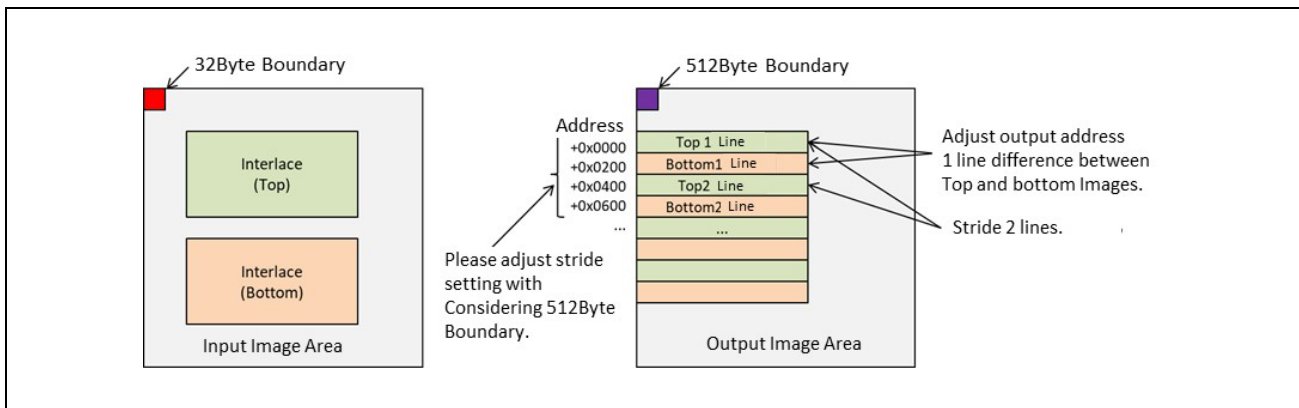 32Byte Boundary
Interlace
(Top)
Interlace
(Bottom)
Input Image Area
512Byte Boundary
Address
+0x0000
+0x0200
+0x0400
+0x0600
...
Top 1 Line
Bottom1 Line
Top2 Line
Bottom2 Line
...
Please adjust stride
setting with
Considering 512Byte
Boundary.
Output Image Area
Adjust output address
1 line difference between
Top and bottom Images.
Stride 2 lines.